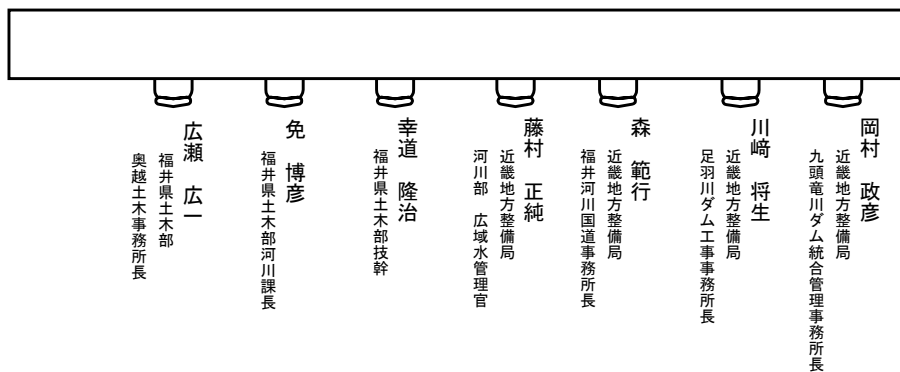 岡村 政彦
近畿地方整備局
九頭竜川ダム統合管理事務所長
川﨑 将生
近畿地方整備局
足羽川ダム工事事務所長
森 範行
近畿地方整備局
福井河川国道事務所長
藤村 正純
近畿地方整備局
河川部 広域水管理官
幸道 隆治
福井県土木部技幹
免 博彦
福井県土木部河川課長
広瀬 広一
福井県土木部
奥越土木事務所長